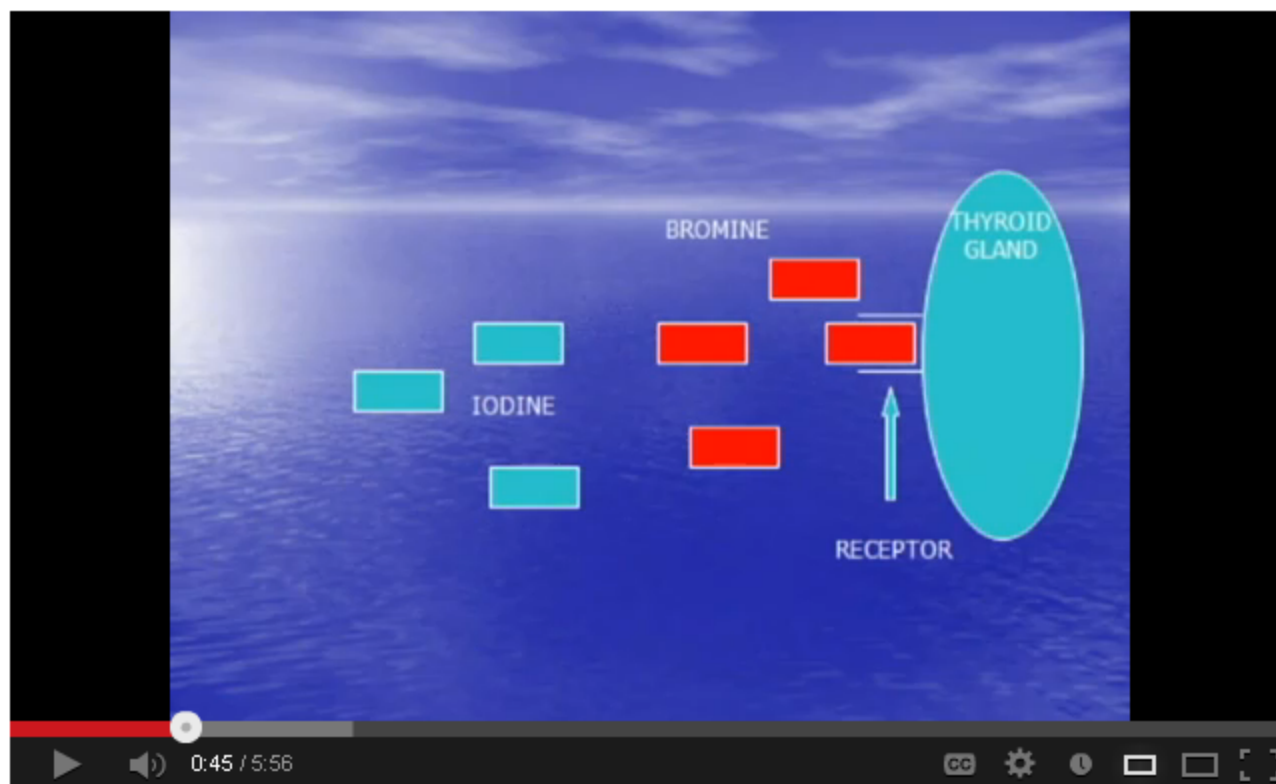 BROMINE
THYROID
GLAND
IODINE
RECEPTOR
0:45 / 5:56
CC